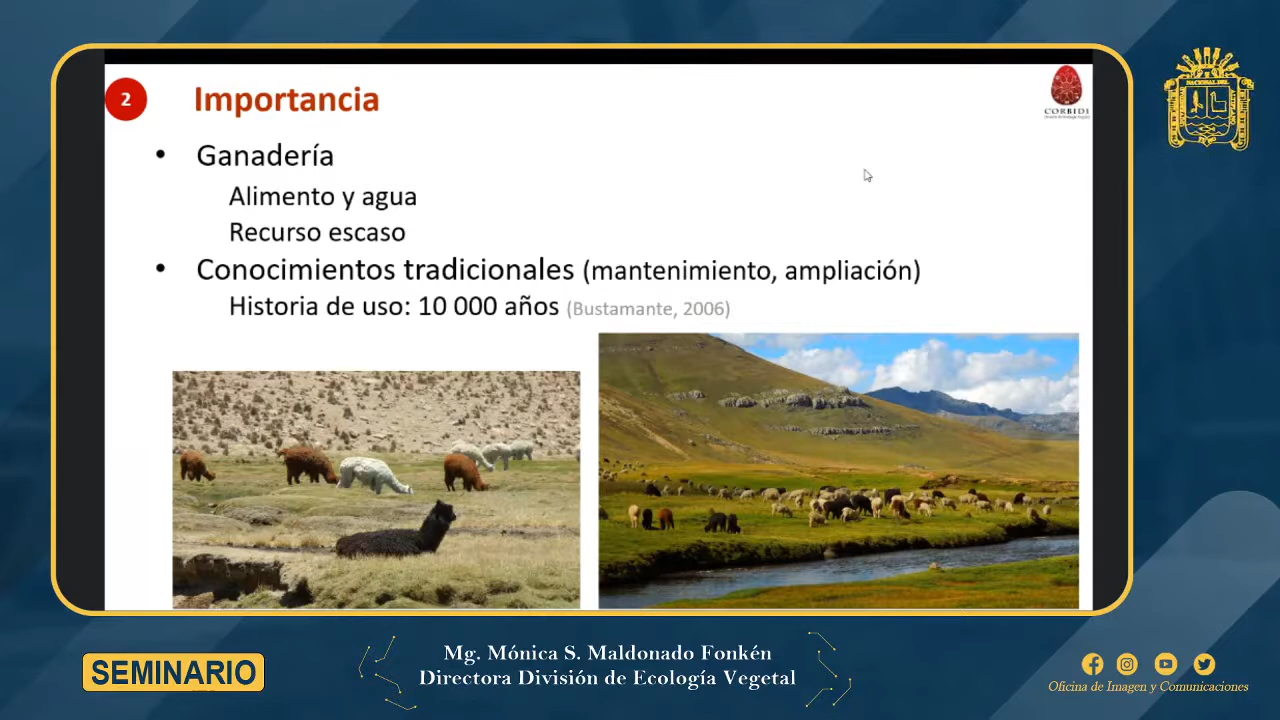 2
Importancia
CORBIDI
• Ganadería
Alimento y agua
Recurso escaso
• Conocimientos tradicionales (mantenimiento, ampliación)
Historia de uso: 10 000 años (Bustamante, 2006)
SEMINARIO
Mg. Mónica S. Maldonado Fonkén
Directora División de Ecología Vegetal
Oficina de Imagen y Comunicaciones